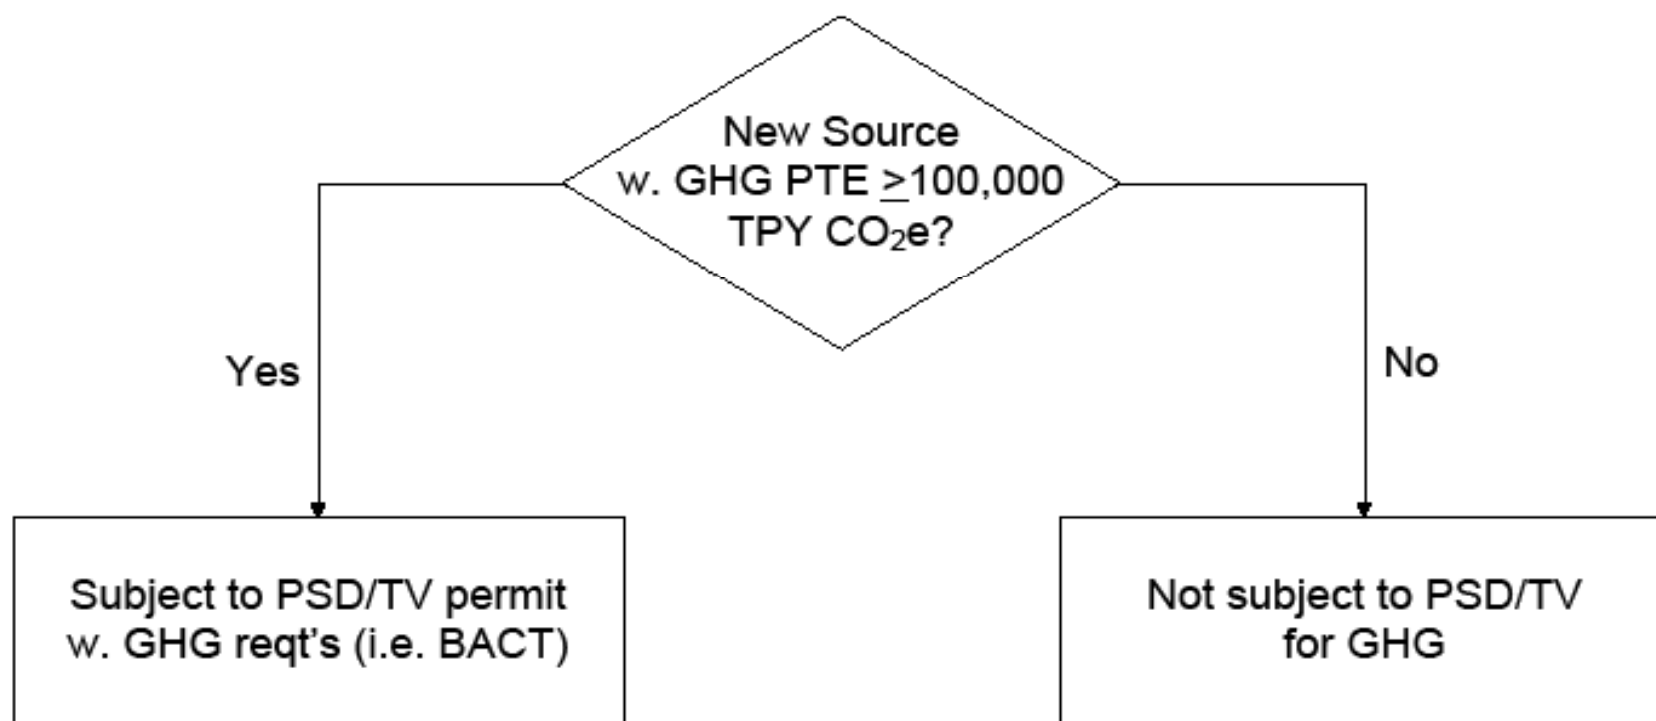 New Source
w. GHG PTE ≥100,000
TPY CO₂e?
Yes
No
Subject to PSD/TV permit
w. GHG reqt's (i.e. BACT)
Not subject to PSD/TV
for GHG